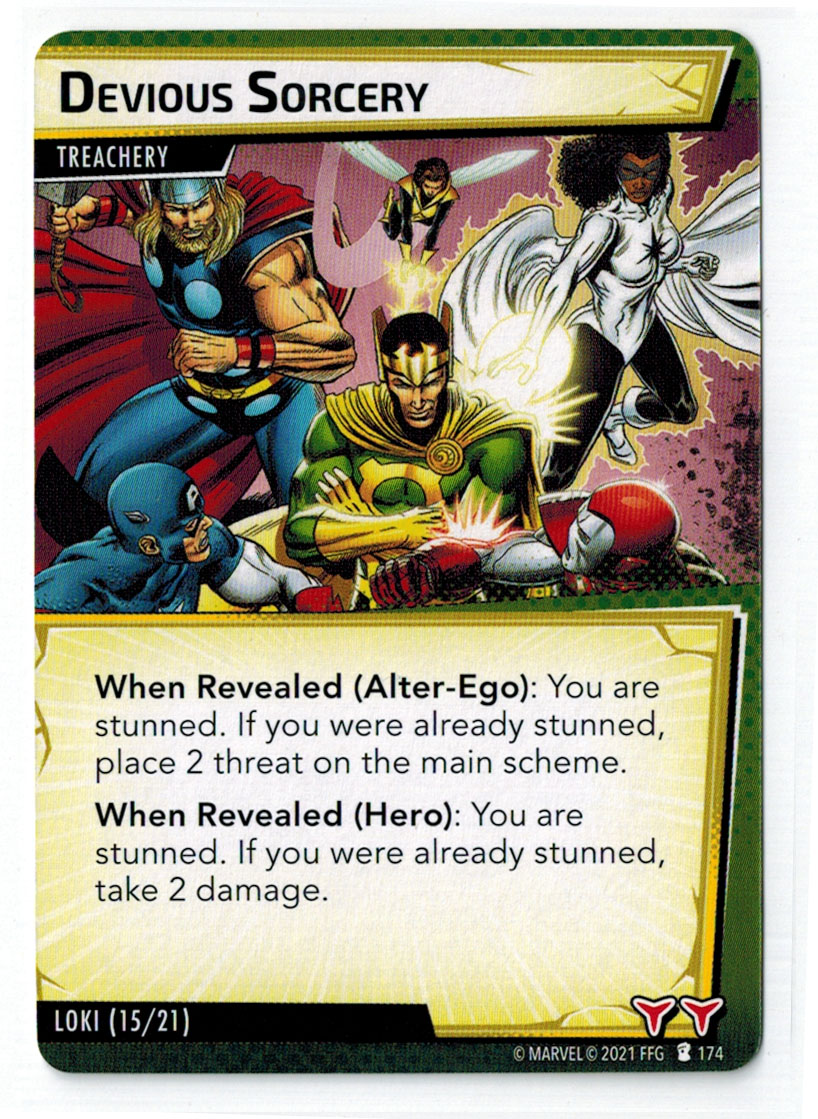 DEVIOUS SORCERY
TREACHERY
A
When Revealed (Alter-Ego): You are
stunned. If you were already stunned,
place 2 threat on the main scheme.
When Revealed (Hero): You are
stunned. If you were already stunned,
take 2 damage.
LOKI (15/21)
© MARVEL © 2021 FFG 174